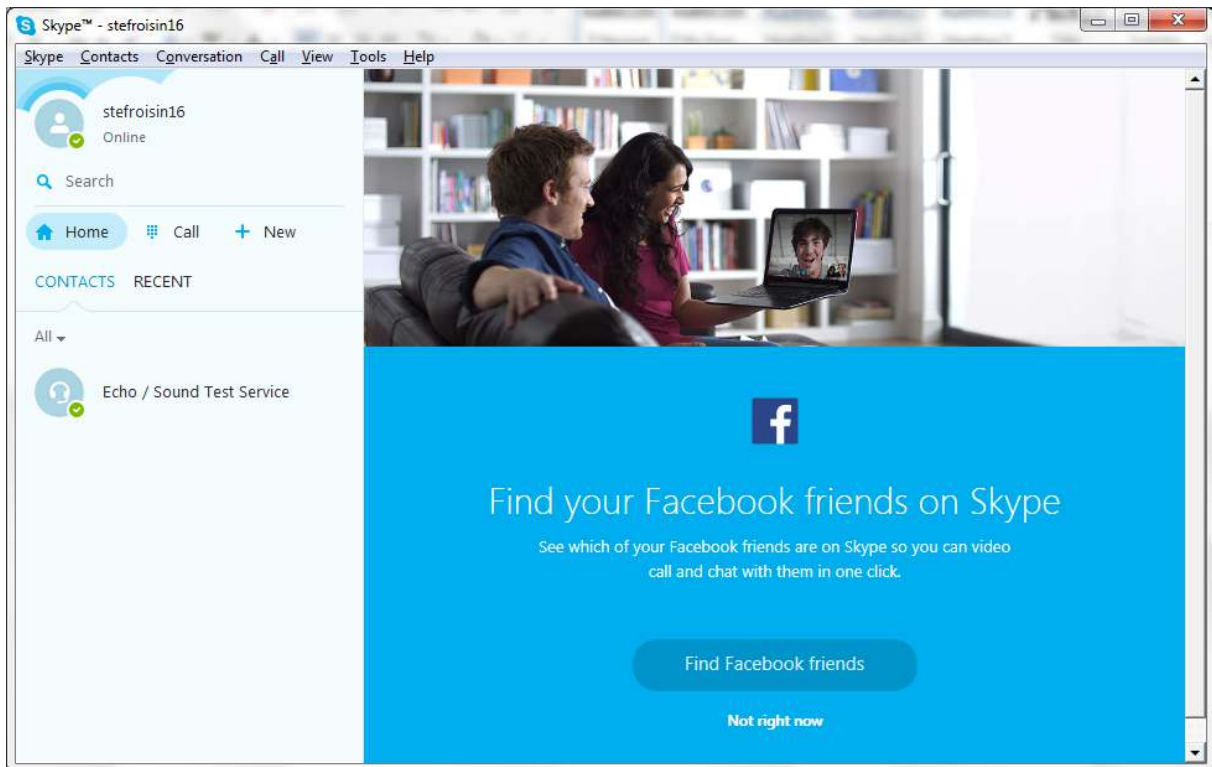 Skype™ - stefroisin16
Skype Contacts Conversation Call View Tools Help
stefroisin16
Online
Search
Home Call + New
CONTACTS RECENT
All
Echo / Sound Test Service
f
Find your Facebook friends on Skype
See which of your Facebook friends are on Skype so you can video
call and chat with them in one click.
Find Facebook friends
Not right now